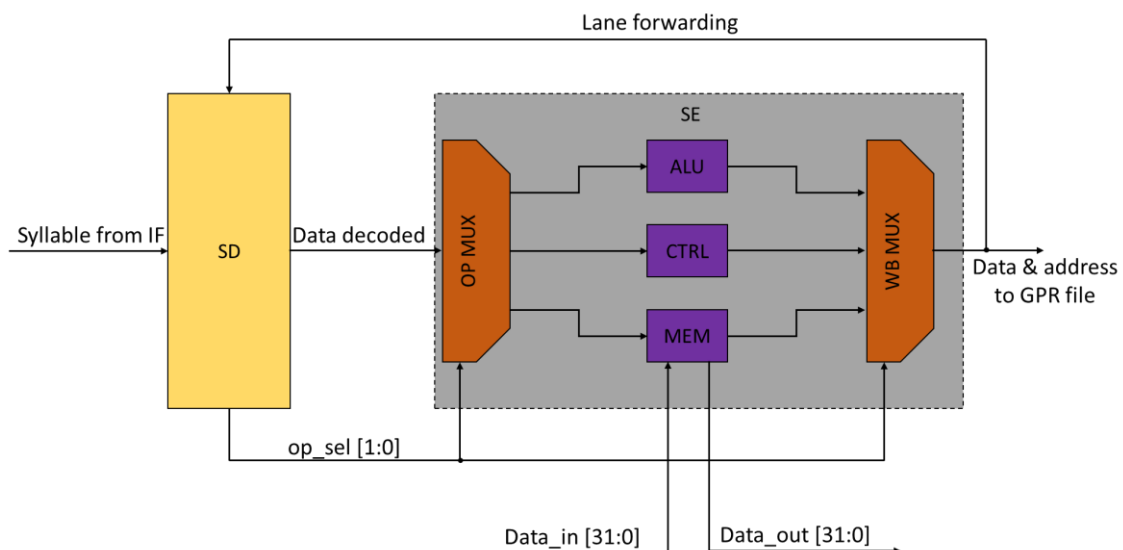 Lane forwarding
SE
ALU
Syllable from IF
SD
Data decoded
OP MUX
CTRL
WB MUX
Data & address
to GPR file
MEM
op_sel [1:0]
Data_in [31:0]
Data_out [31:0]